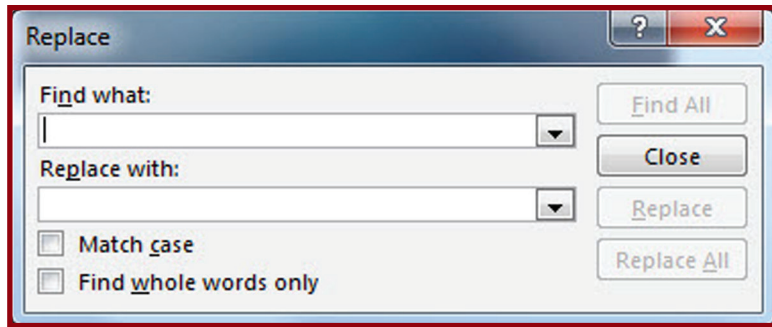 Replace
?
X
Find what:
Find All
Close
Replace with:
Replace
Match case
Replace All
Find whole words only